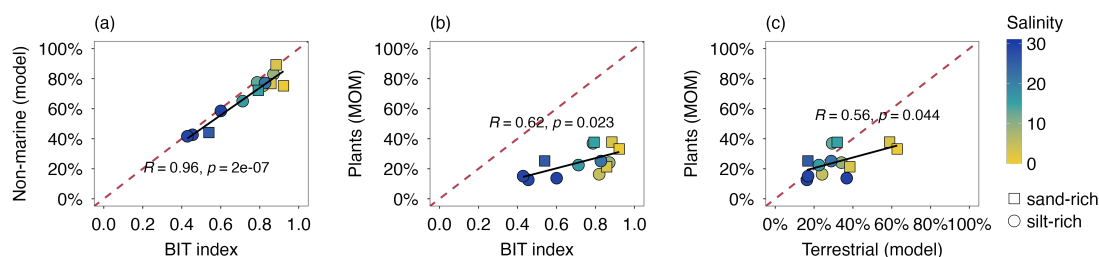 (a)
Non-marine (model)
100%
80%
60%
40%
20%
0%
R = 0.96, p = 2e-07
0.0 0.2 0.4 0.6 0.8 1.0
BIT index
(b)
Plants (MOM)
100%
80%
60%
40%
20%
0%
R = 0.62, p = 0.023
0.0 0.2 0.4 0.6 0.8 1.0
BIT index
(c)
Plants (MOM)
100%
80%
60%
40%
20%
0%
R = 0.56, p = 0.044
0% 20% 40% 60% 80% 100%
Terrestrial (model)
Salinity
30
20
10
0
sand-rich
silt-rich